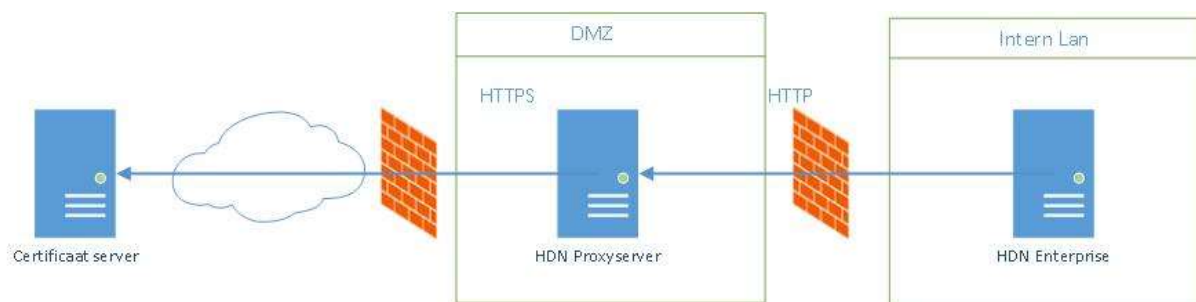 DMZ
Intern Lan
HTTPS
HTTP
Certificaat server
HDN Proxyserver
HDN Enterprise